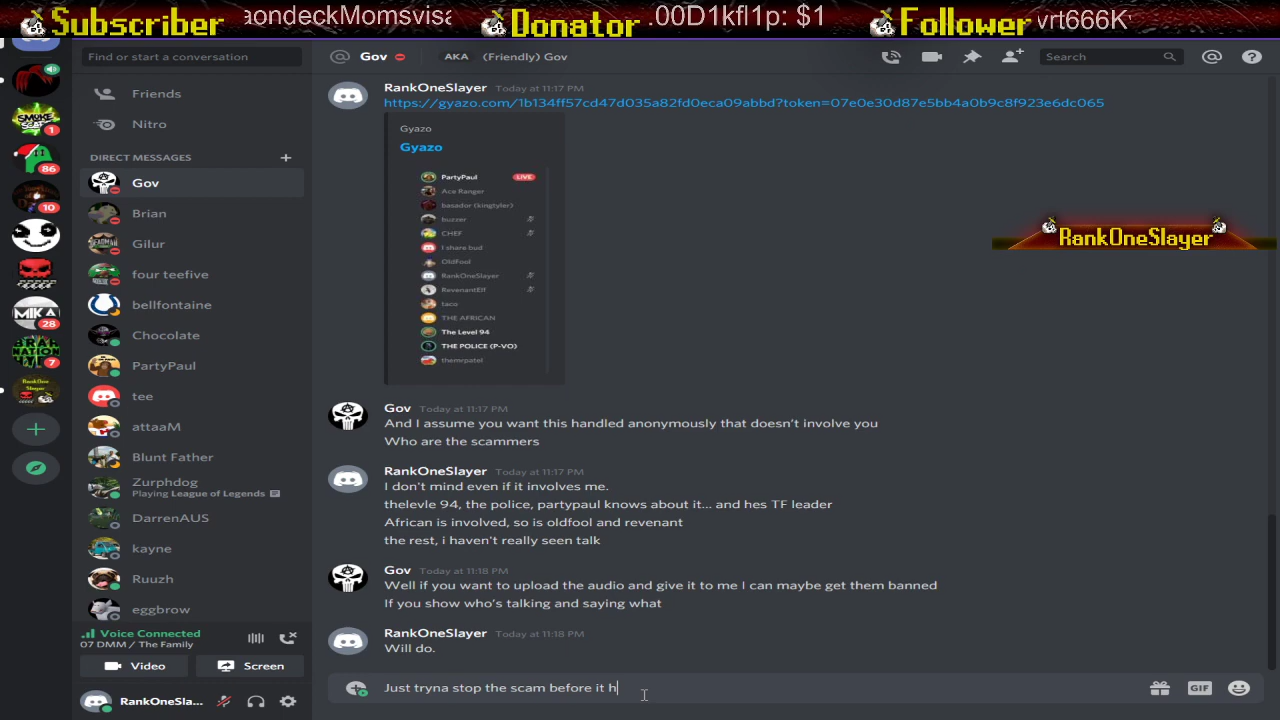 Subscriber
aondeckMomsvisa
Donator
.00D1kfl1p: $1
Follower
vrt666K
Find or start a conversation
Gov
AKA
(Friendly) Gov
Search
Friends
Nitro
DIRECT MESSAGES
Gov
Brian
Gilur
four teefive
bellfontaine
Chocolate
PartyPaul
tee
attaaM
Blunt Father
Zurphdog
Playing League of Legends
DarrenAUS
kayne
Ruuzh
eggbrow
1
86
10
MIKA
28
7
RankOne
Slayer
Voice Connected
07 DMM / The Family
Video
Screen
RankOneSla...
RankOneSlayer Today at 11:17 PM
https://gyazo.com/1b134ff57cd47d035a82fd0eca09abbd?token=07e0e30d87e5bb4a0b9c8f923e6dc065
Gyazo
Gyazo
PartyPaul LIVE
Ace Ranger
basador (kingtyler)
buzzer
CHEF
I share bud
OldFool
RankOneSlayer
RevenantElf
taco
THE AFRICAN
The Level 94
THE POLICE (P-VO)
themrpatel
RankOneSlayer
Gov Today at 11:17 PM
And I assume you want this handled anonymously that doesn't involve you
Who are the scammers
RankOneSlayer Today at 11:17 PM
I don't mind even if it involves me.
thelevle 94, the police, partypaul knows about it... and hes TF leader
African is involved, so is oldfool and revenant
the rest, i haven't really seen talk
Gov Today at 11:18 PM
Well if you want to upload the audio and give it to me I can maybe get them banned
If you show who's talking and saying what
RankOneSlayer Today at 11:18 PM
Will do.
Just tryna stop the scam before it h
GIF